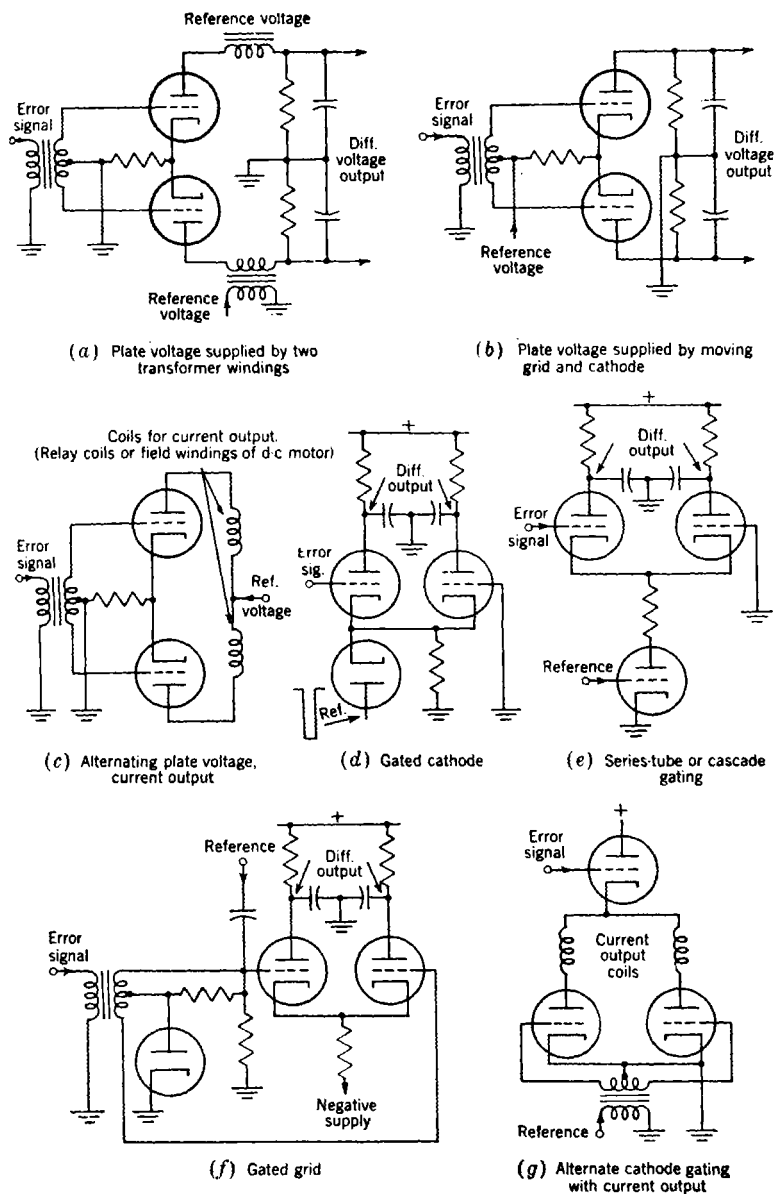 Reference voltage
Error
signal
Diff.
voltage
output
Reference
voltage
(a) Plate voltage supplied by two
transformer windings
Error
signal
Diff.
voltage
output
Reference
voltage
(b) Plate voltage supplied by moving
grid and cathode
Coils for current output.
(Relay coils or field windings of d-c motor)
Error
signal
Ref.
voltage
(c) Alternating plate voltage,
current output
+
Diff.
output
Error
sig.
Ref.
(d) Gated cathode
+
Diff.
output
Error
signal
Reference
(e) Series-tube or cascade
gating
Reference
+
Diff.
output
Error
signal
Negative
supply
(f) Gated grid
+
Error
signal
Current
output
coils
Reference
(g) Alternate cathode gating
with current output